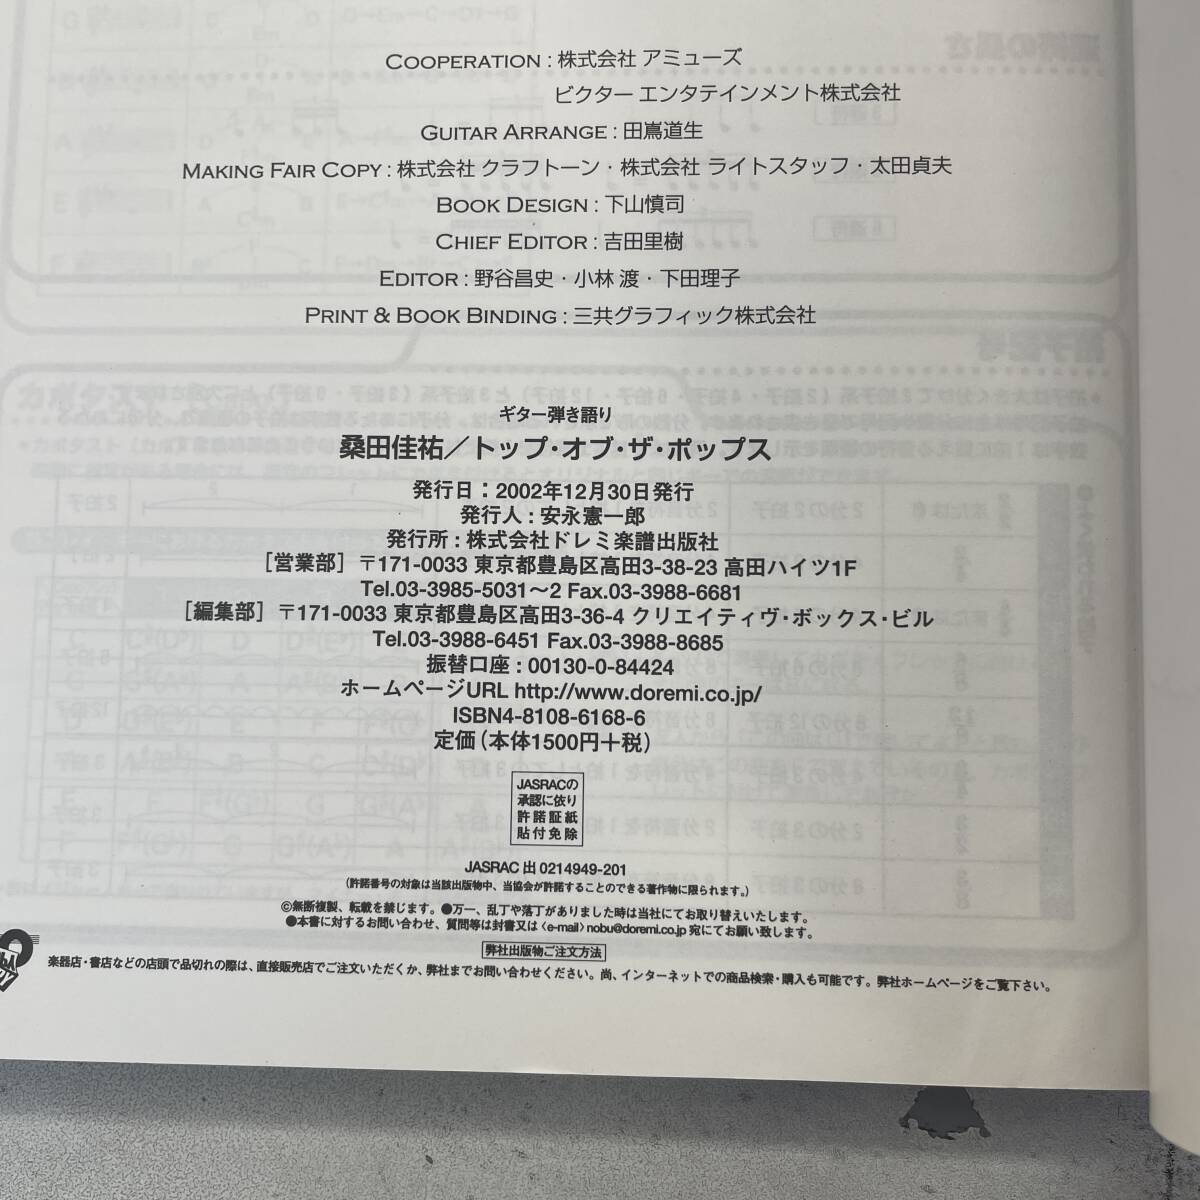 COOPERATION : 株式会社 アミューズ
ビクター エンタテインメント株式会社
GUITAR ARRANGE : 田嶌道生
MAKING FAIR COPY : 株式会社 クラフトーン・株式会社 ライトスタッフ・太田貞夫
BOOK DESIGN : 下山慎司
CHIEF EDITOR : 吉田里樹
EDITOR : 野谷昌史・小林 渡・下田理子
PRINT & BOOK BINDING : 三共グラフィック株式会社
ギター弾き語り
桑田佳祐／トップ・オブ・ザ・ポップス
発行日：2002年12月30日発行
発行人：安永憲一郎
発行所：株式会社ドレミ楽譜出版社
［営業部］〒171-0033 東京都豊島区高田3-38-23 高田ハイツ1F
Tel.03-3985-5031〜2 Fax.03-3988-6681
［編集部］〒171-0033 東京都豊島区高田3-36-4 クリエイティヴ・ボックス・ビル
Tel.03-3988-6451 Fax.03-3988-8685
振替口座：00130-0-84424
ホームページURL http://www.doremi.co.jp/
ISBN4-8108-6168-6
定価（本体1500円＋税）
JASRACの
承認に依り
許諾証紙
貼付免除
JASRAC 出 0214949-201
（許諾番号の対象は当該出版物中、当協会が許諾することのできる著作物に限られます。）
©無断複製、転載を禁じます。●万一、乱丁や落丁がありました時は当社にてお取り替えいたします。
●本書に対するお問い合わせ、質問等は封書又は〈e-mail〉nobu@doremi.co.jp 宛にてお願い致します。
弊社出版物ご注文方法
楽器店・書店などの店頭で品切れの際は、直接販売店でご注文いただくか、弊社までお問い合わせください。尚、インターネットでの商品検索・購入も可能です。弊社ホームページをご覧下さい。